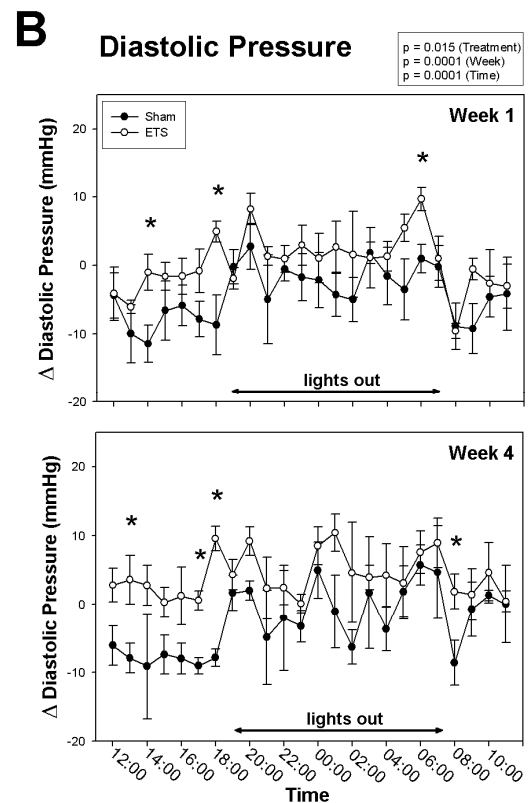 B
Diastolic Pressure
p = 0.015 (Treatment)
p = 0.0001 (Week)
p = 0.0001 (Time)
Sham
ETS
Week 1
*
*
*
20
10
0
-10
-20
Δ Diastolic Pressure (mmHg)
lights out
Week 4
*
*
*
*
20
10
0
-10
-20
Δ Diastolic Pressure (mmHg)
lights out
12:00 14:00 16:00 18:00 20:00 22:00 00:00 02:00 04:00 06:00 08:00 10:00
Time